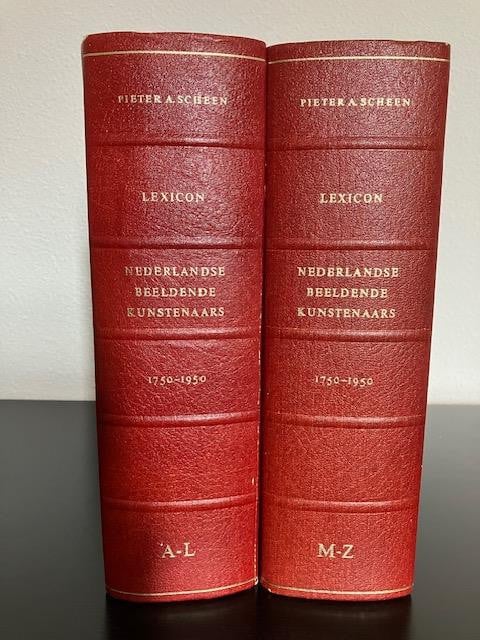 PIETER A. SCHEEN
LEXICON
NEDERLANDSE
BEELDENDE
KUNSTENAARS
1750-1950
A-L
PIETER A. SCHEEN
LEXICON
NEDERLANDSE
BEELDENDE
KUNSTENAARS
1750-1950
M-Z